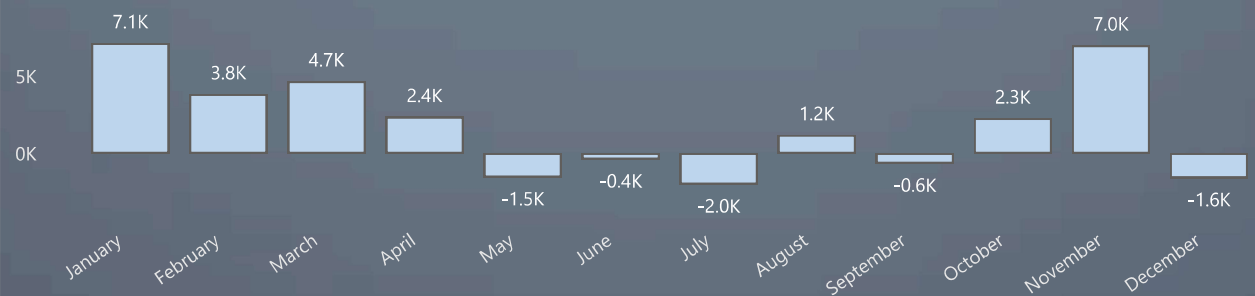 7.1K
3.8K
4.7K
2.4K
-1.5K
-0.4K
-2.0K
1.2K
-0.6K
2.3K
7.0K
-1.6K
5K
0K
January
February
March
April
May
June
July
August
September
October
November
December